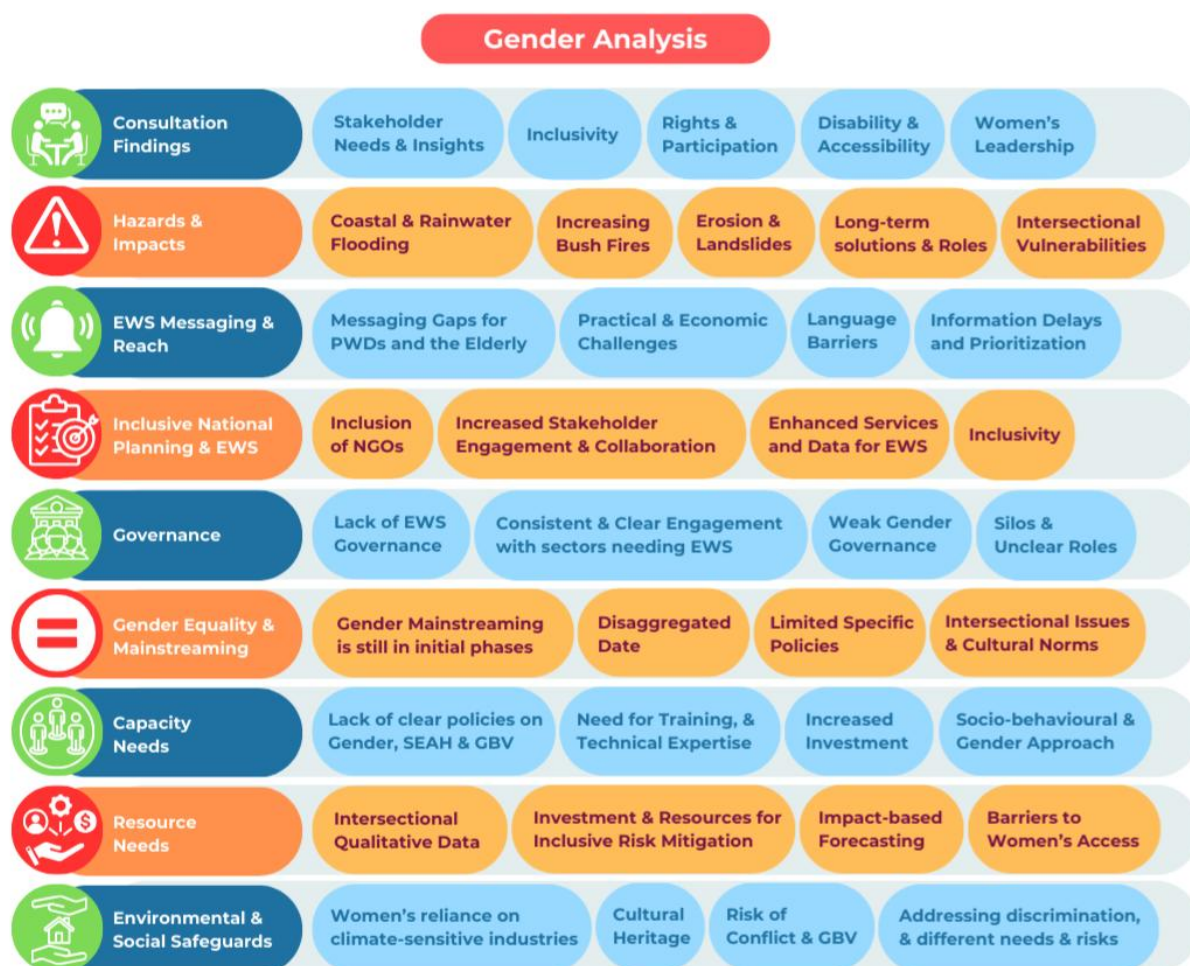 Gender Analysis
Consultation
Findings
Stakeholder
Needs & Insights
Inclusivity
Rights &
Participation
Disability &
Accessibility
Women's
Leadership
Hazards &
Impacts
Coastal & Rainwater
Flooding
Increasing
Bush Fires
Erosion &
Landslides
Long-term
solutions & Roles
Intersectional
Vulnerabilities
EWS Messaging &
Reach
Messaging Gaps for
PWDs and the Elderly
Practical & Economic
Challenges
Language
Barriers
Information Delays
and Prioritization
Inclusive National
Planning & EWS
Inclusion
of NGOs
Increased Stakeholder
Engagement & Collaboration
Enhanced Services
and Data for EWS
Inclusivity
Governance
Lack of EWS
Governance
Consistent & Clear Engagement
with sectors needing EWS
Weak Gender
Governance
Silos &
Unclear Roles
Gender Equality &
Mainstreaming
Gender Mainstreaming
is still in initial phases
Disaggregated
Date
Limited Specific
Policies
Intersectional Issues
& Cultural Norms
Capacity
Needs
Lack of clear policies on
Gender, SEAH & GBV
Need for Training, &
Technical Expertise
Increased
Investment
Socio-behavioural &
Gender Approach
Resource
Needs
Intersectional
Qualitative Data
Investment & Resources for
Inclusive Risk Mitigation
Impact-based
Forecasting
Barriers to
Women's Access
Environmental &
Social Safeguards
Women's reliance on
climate-sensitive industries
Cultural
Heritage
Risk of
Conflict & GBV
Addressing discrimination,
& different needs & risks